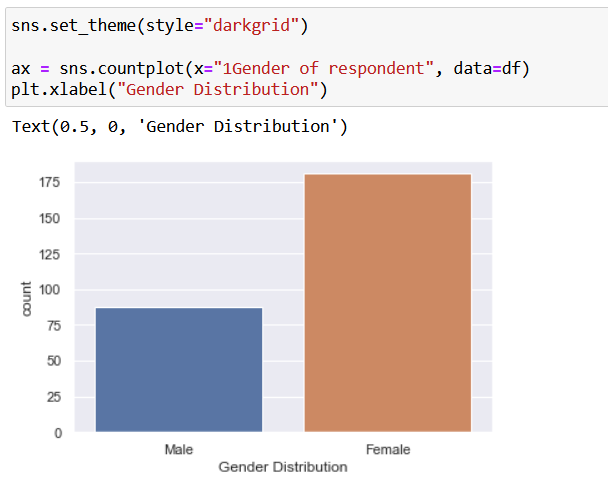 sns.set_theme(style="darkgrid")
ax = sns.countplot(x="1Gender of respondent", data=df)
plt.xlabel("Gender Distribution")
Text(0.5, 0, 'Gender Distribution')
175
150
125
100
75
50
25
0
count
Male Female
Gender Distribution